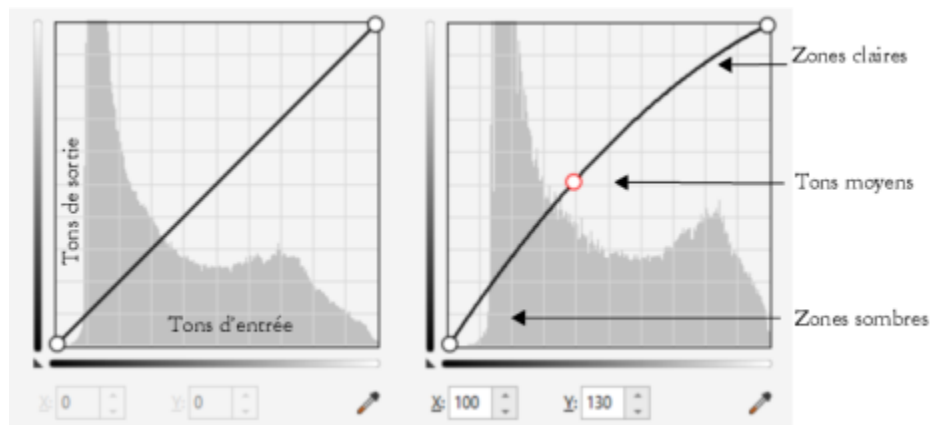 Tons de sortie
Tons d'entrée
X: 0
Y: 0
Zones claires
Tons moyens
Zones sombres
X: 100
Y: 130